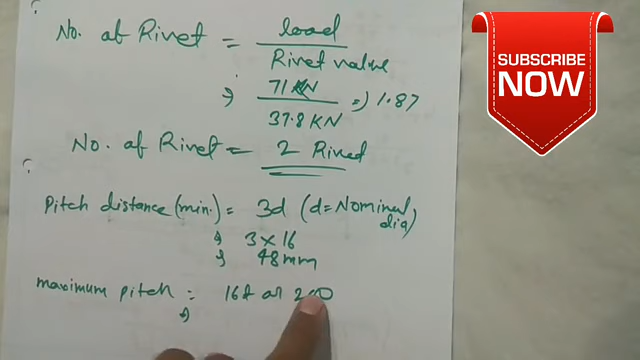 No. of Rivet = load
Rivet value
⇒ 71 KN
37.8 KN
⇒ 1.87
No. of Rivet = 2 Rived
Pitch distance (min.) = 3d (d = Nominal dia)
⇒ 3 × 16
⇒ 48 mm
maximum pitch = 16t or 200
⇒
SUBSCRIBE
NOW